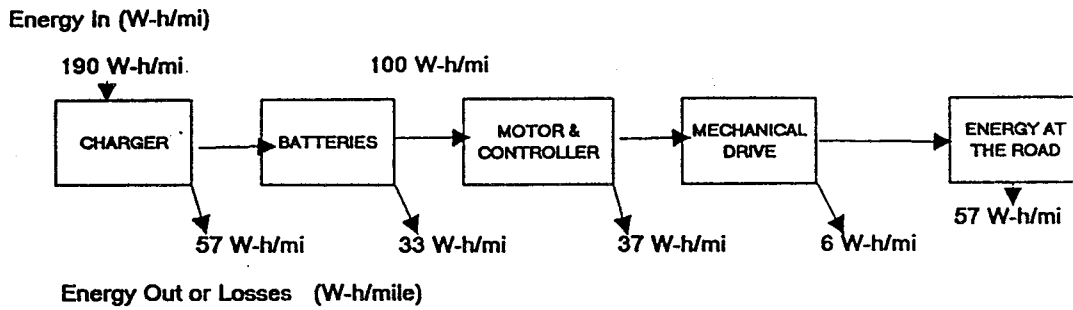 Energy In (W-h/mi)
190 W-h/mi
100 W-h/mi
CHARGER
BATTERIES
MOTOR &
CONTROLLER
MECHANICAL
DRIVE
ENERGY AT
THE ROAD
57 W-h/mi
33 W-h/mi
37 W-h/mi
6 W-h/mi
57 W-h/mi
Energy Out or Losses (W-h/mile)